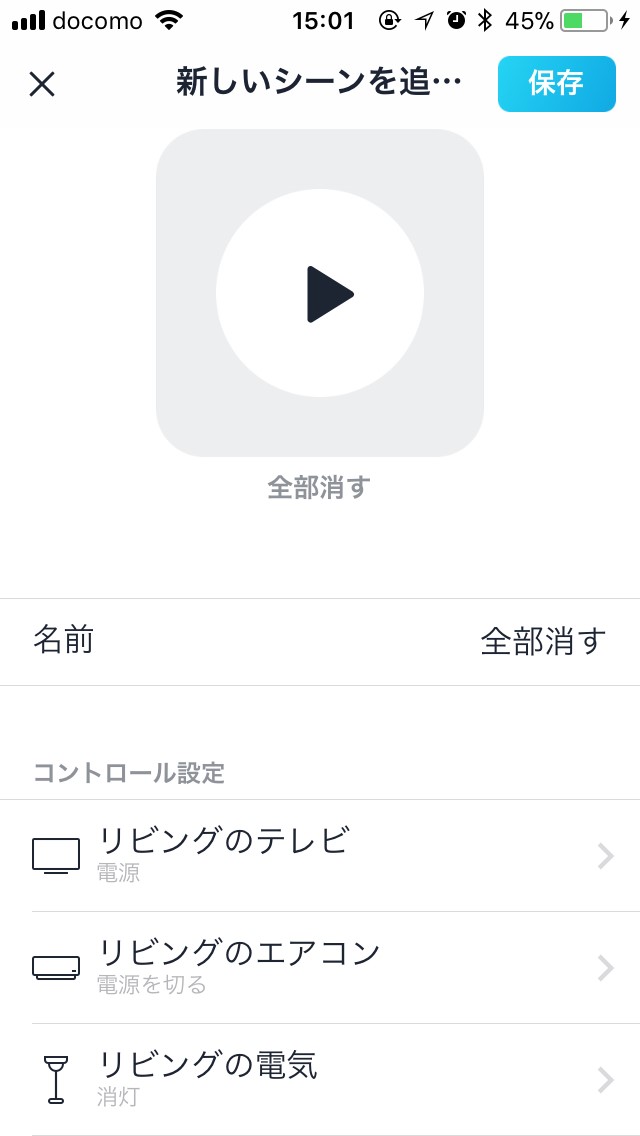 docomo 15:01 45%
新しいシーンを追…
保存
全部消す
名前 全部消す
コントロール設定
リビングのテレビ
電源
リビングのエアコン
電源を切る
リビングの電気
消灯